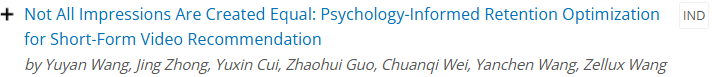 + Not All Impressions Are Created Equal: Psychology-Informed Retention Optimization IND
for Short-Form Video Recommendation
by Yuyan Wang, Jing Zhong, Yuxin Cui, Zhaohui Guo, Chuanqi Wei, Yanchen Wang, Zellux Wang